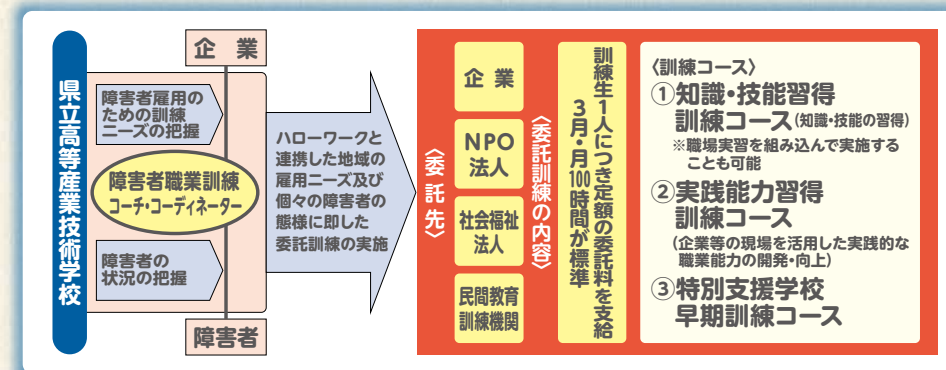 県立高等産業技術学校
企 業
障害者雇用の
ための訓練
ニーズの把握
障害者職業訓練
コーチ・コーディネーター
障害者の
状況の把握
障害者
ハローワークと
連携した地域の
雇用ニーズ及び
個々の障害者の
態様に即した
委託訓練の実施
〈委託先〉
企 業
NPO
法人
社会福祉
法人
民間教育
訓練機関
〈委託訓練の内容〉
訓練生1人につき定額の委託料を支給
3月・月100時間が標準
〈訓練コース〉
①知識・技能習得
訓練コース(知識・技能の習得)
※職場実習を組み込んで実施する
ことも可能
②実践能力習得
訓練コース
(企業等の現場を活用した実践的な
職業能力の開発・向上)
③特別支援学校
早期訓練コース